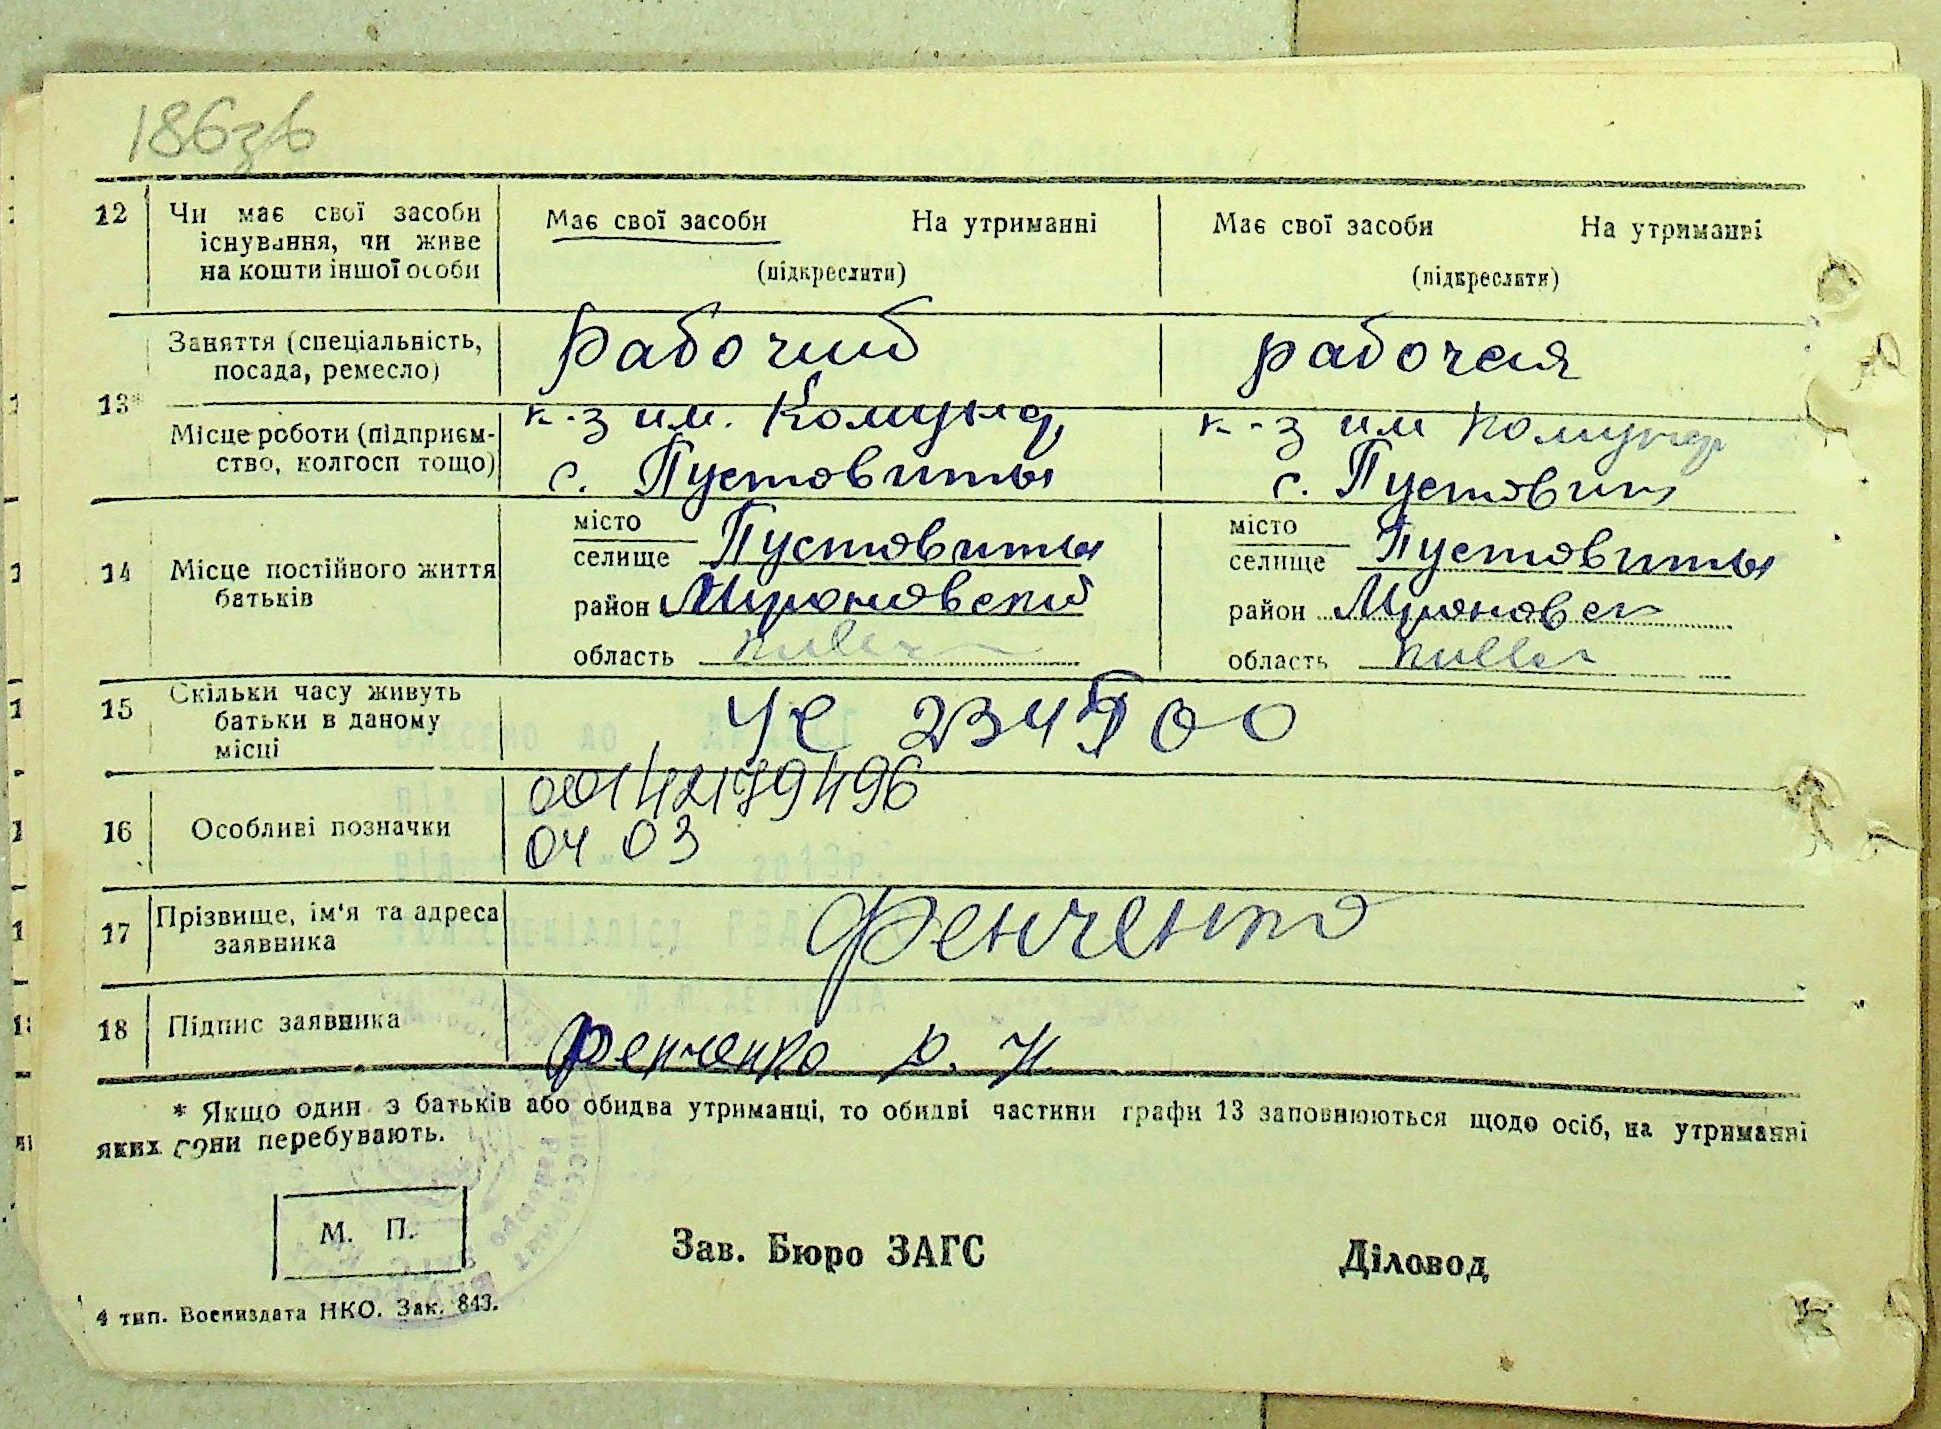 186зв
12 Чи має свої засоби існування, чи живе на кошти іншої особи
Має свої засоби На утриманні
(підкреслити)
Має свої засоби На утриманні
(підкреслити)
13*
Заняття (спеціальність, посада, ремесло)
Рабочий
рабочая
Місце роботи (підприємство, колгосп тощо)
к-з им. Комунар,
с. Пустовиты
к-з им Комунар
с. Пустовит
14 Місце постійного життя батьків
місто
селище Пустовиты
район Мироновский
область
місто
селище Пустовиты
район Мироновск
область
15 Скільки часу живуть батьки в даному місці
УС 234500
16 Особливі позначки
00142179496
04 03
17 Прізвище, ім'я та адреса заявника
Фенченко
18 Підпис заявника
Фенченко
* Якщо один з батьків або обидва утриманці, то обидві частини графи 13 заповнюються щодо осіб, на утриманні
яких вони перебувають.
М. П.
Зав. Бюро ЗАГС
Діловод
4 тип. Воениздата НКО. Зак. 843.